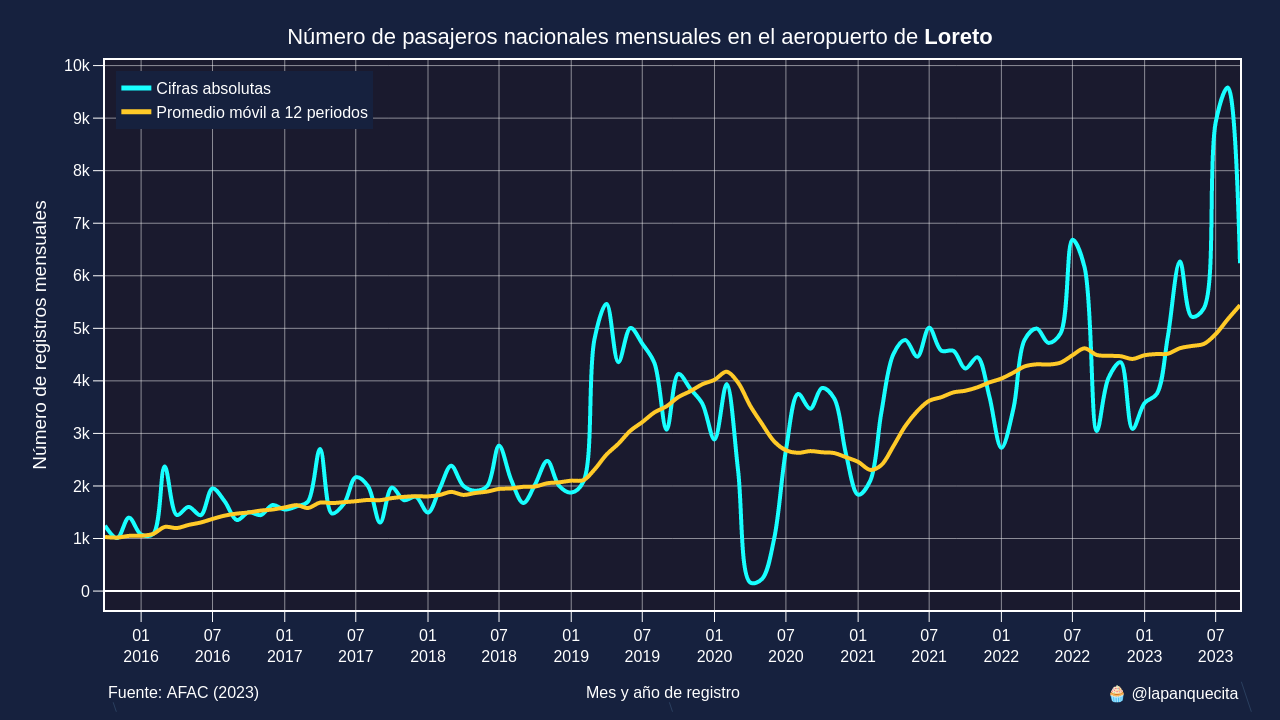 Número de pasajeros nacionales mensuales en el aeropuerto de Loreto
Cifras absolutas
Promedio móvil a 12 periodos
Número de registros mensuales
10k
9k
8k
7k
6k
5k
4k
3k
2k
1k
0
01 07 01 07 01 07 01 07 01 07 01 07 01 07 01 07
2016 2016 2017 2017 2018 2018 2019 2019 2020 2020 2021 2021 2022 2022 2023 2023
Fuente: AFAC (2023)
Mes y año de registro
🧁 @lapanquecita